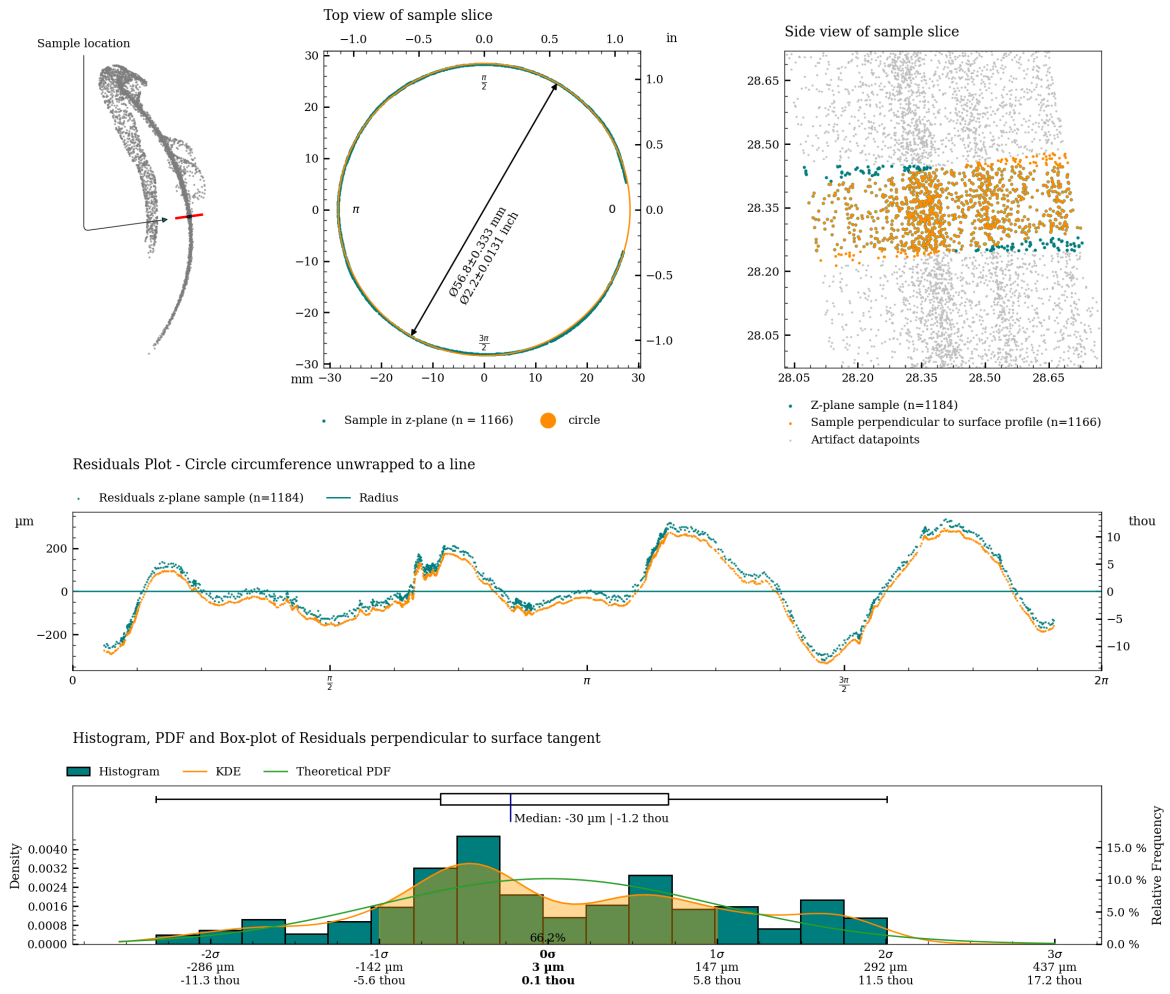 Sample location
Top view of sample slice
−1.0 −0.5 0.0 0.5 1.0 in
30
20
10
0
−10
−20
−30
mm
−30 −20 −10 0 10 20 30
1.0
0.5
0.0
−0.5
−1.0
π/2
π
0
3π/2
Ø56.8±0.333 mm
Ø2.2±0.0131 inch
Sample in z-plane (n = 1166) circle
Side view of sample slice
28.65
28.50
28.35
28.20
28.05
28.05 28.20 28.35 28.50 28.65
Z-plane sample (n=1184)
Sample perpendicular to surface profile (n=1166)
Artifact datapoints
Residuals Plot - Circle circumference unwrapped to a line
Residuals z-plane sample (n=1184) Radius
µm
200
0
−200
thou
10
5
0
−5
−10
0 π/2 π 3π/2 2π
Histogram, PDF and Box-plot of Residuals perpendicular to surface tangent
Histogram KDE Theoretical PDF
Median: -30 µm | -1.2 thou
Density
0.0040
0.0032
0.0024
0.0016
0.0008
0.0000
Relative Frequency
15.0 %
10.0 %
5.0 %
0.0 %
66.2%
-2σ -1σ 0σ 1σ 2σ 3σ
-286 µm -142 µm 3 µm 147 µm 292 µm 437 µm
-11.3 thou -5.6 thou 0.1 thou 5.8 thou 11.5 thou 17.2 thou